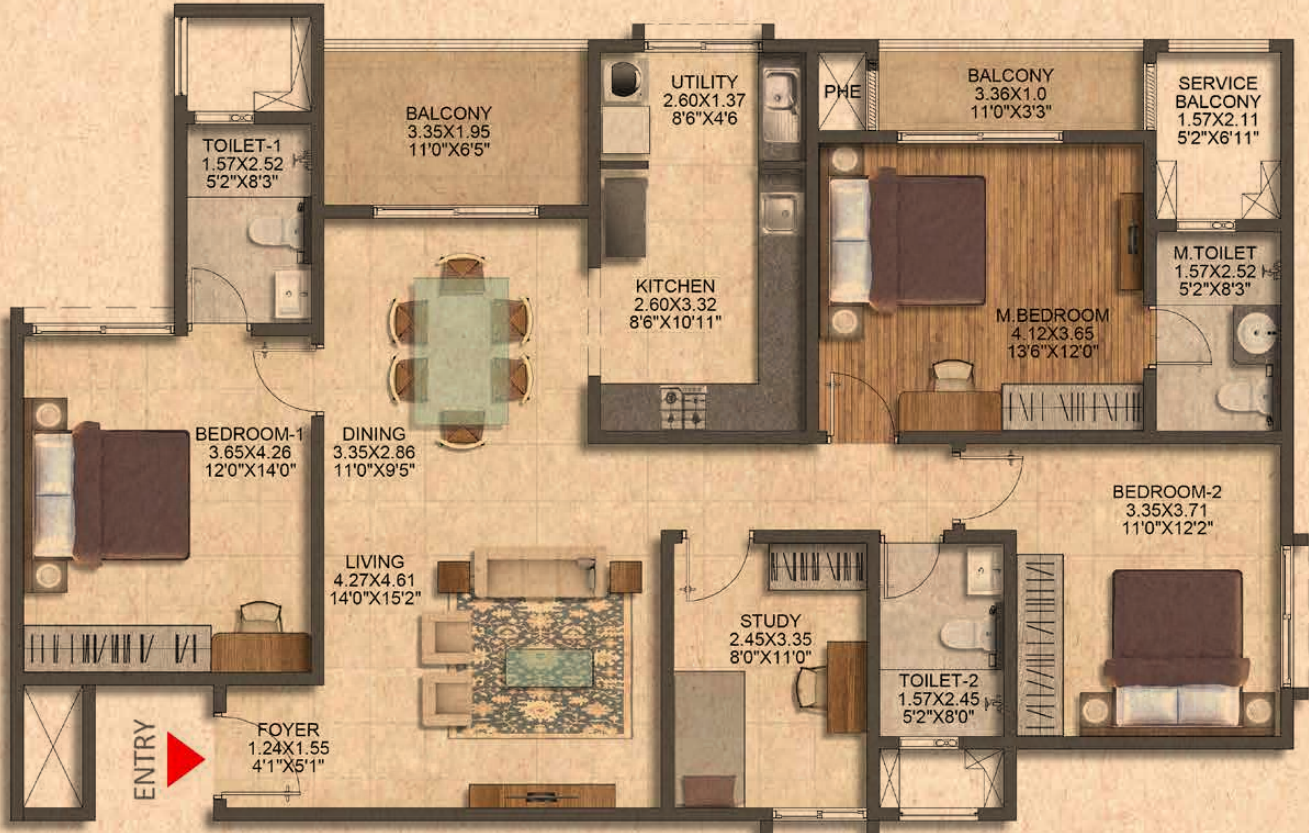 BALCONY
3.35X1.95
11'0"X6'5"
UTILITY
2.60X1.37
8'6"X4'6
PHE
BALCONY
3.36X1.0
11'0"X3'3"
SERVICE
BALCONY
1.57X2.11
5'2"X6'11"
TOILET-1
1.57X2.52
5'2"X8'3"
KITCHEN
2.60X3.32
8'6"X10'11"
M.BEDROOM
4.12X3.65
13'6"X12'0"
M.TOILET
1.57X2.52
5'2"X8'3"
BEDROOM-1
3.65X4.26
12'0"X14'0"
DINING
3.35X2.86
11'0"X9'5"
BEDROOM-2
3.35X3.71
11'0"X12'2"
LIVING
4.27X4.61
14'0"X15'2"
STUDY
2.45X3.35
8'0"X11'0"
TOILET-2
1.57X2.45
5'2"X8'0"
ENTRY
FOYER
1.24X1.55
4'1"X5'1"